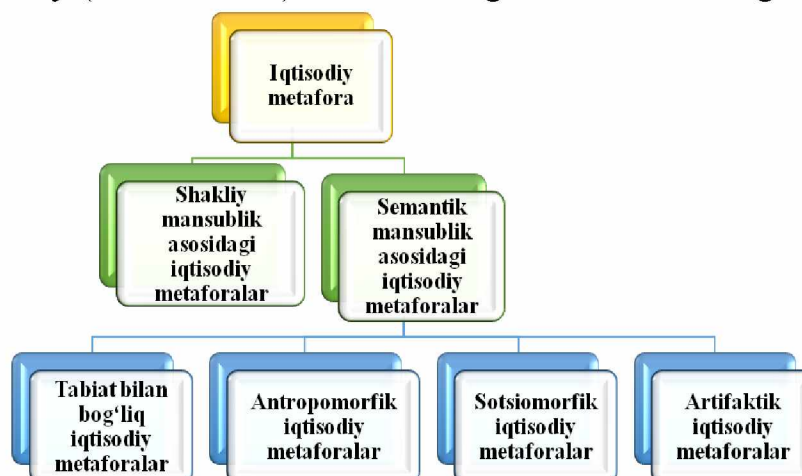 Iqtisodiy
metafora
Shakliy
mansublik
asosidagi
iqtisodiy
metaforalar
Semantik
mansublik
asosidagi
iqtisodiy
metaforalar
Tabiat bilan
bog‘liq
iqtisodiy
metaforalar
Antropomorfik
iqtisodiy
metaforalar
Sotsiomorfik
iqtisodiy
metaforalar
Artifaktik
iqtisodiy
metaforalar